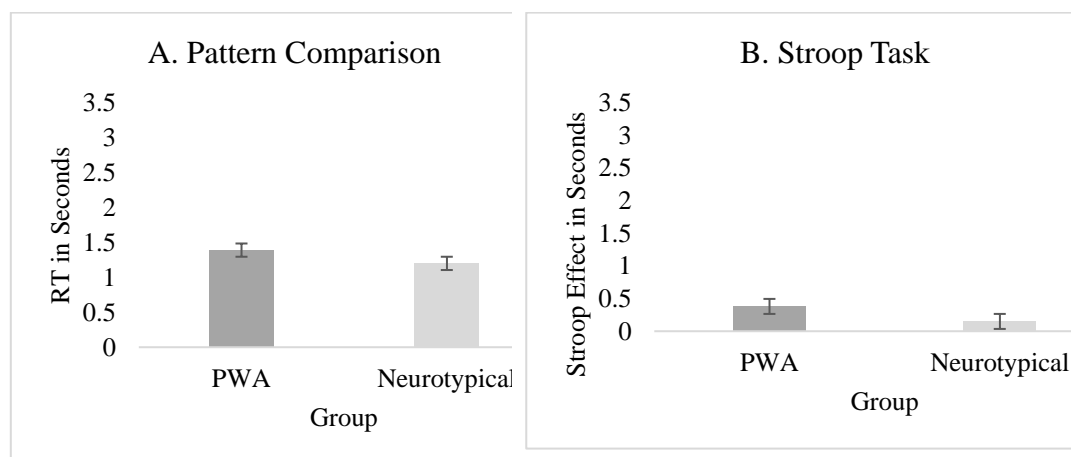 A. Pattern Comparison
3.5
3
2.5
2
1.5
1
0.5
0
RT in Seconds
PWA Neurotypical
Group
B. Stroop Task
3.5
3
2.5
2
1.5
1
0.5
0
Stroop Effect in Seconds
PWA Neurotypical
Group